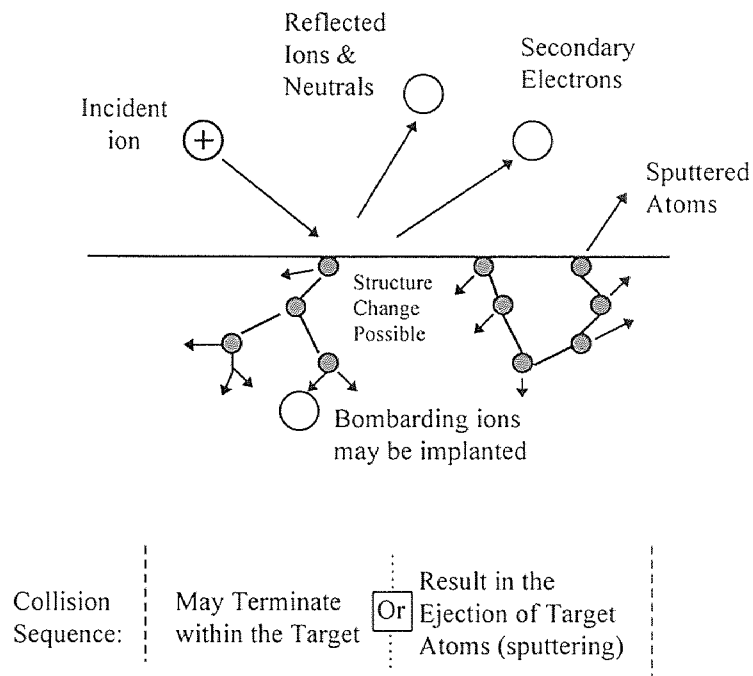 Reflected
Ions &
Neutrals
Secondary
Electrons
Incident
ion
+
Sputtered
Atoms
Structure
Change
Possible
Bombarding ions
may be implanted
Collision
Sequence:
May Terminate
within the Target
Or
Result in the
Ejection of Target
Atoms (sputtering)